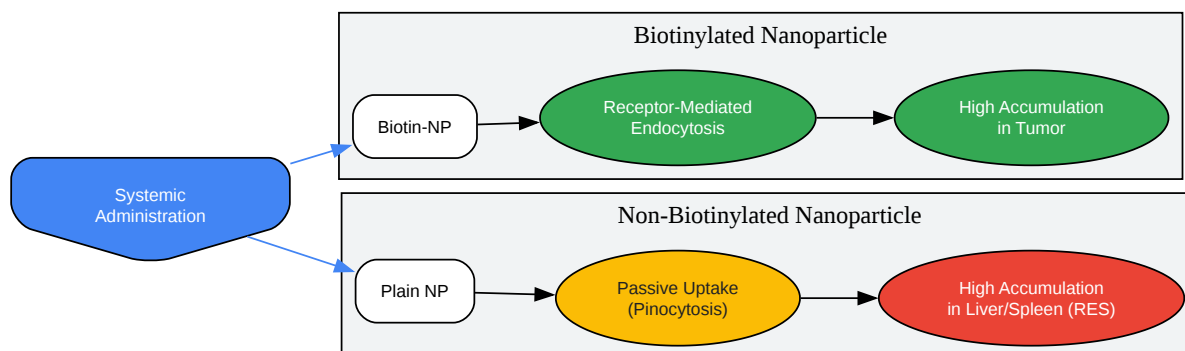 Biotinylated Nanoparticle
Biotin-NP
Receptor-Mediated
Endocytosis
High Accumulation
in Tumor
Systemic
Administration
Non-Biotinylated Nanoparticle
Plain NP
Passive Uptake
(Pinocytosis)
High Accumulation
in Liver/Spleen (RES)